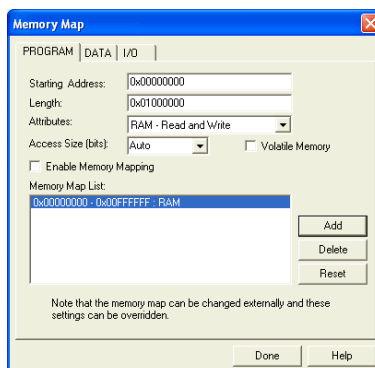 Memory Map
PROGRAM DATA I/O
Starting Address: 0x00000000
Length: 0x01000000
Attributes: RAM - Read and Write
Access Size (bits): Auto Volatile Memory
Enable Memory Mapping
Memory Map List:
0x00000000 - 0x00FFFFFF : RAM
Add
Delete
Reset
Note that the memory map can be changed externally and these
settings can be overridden.
Done Help